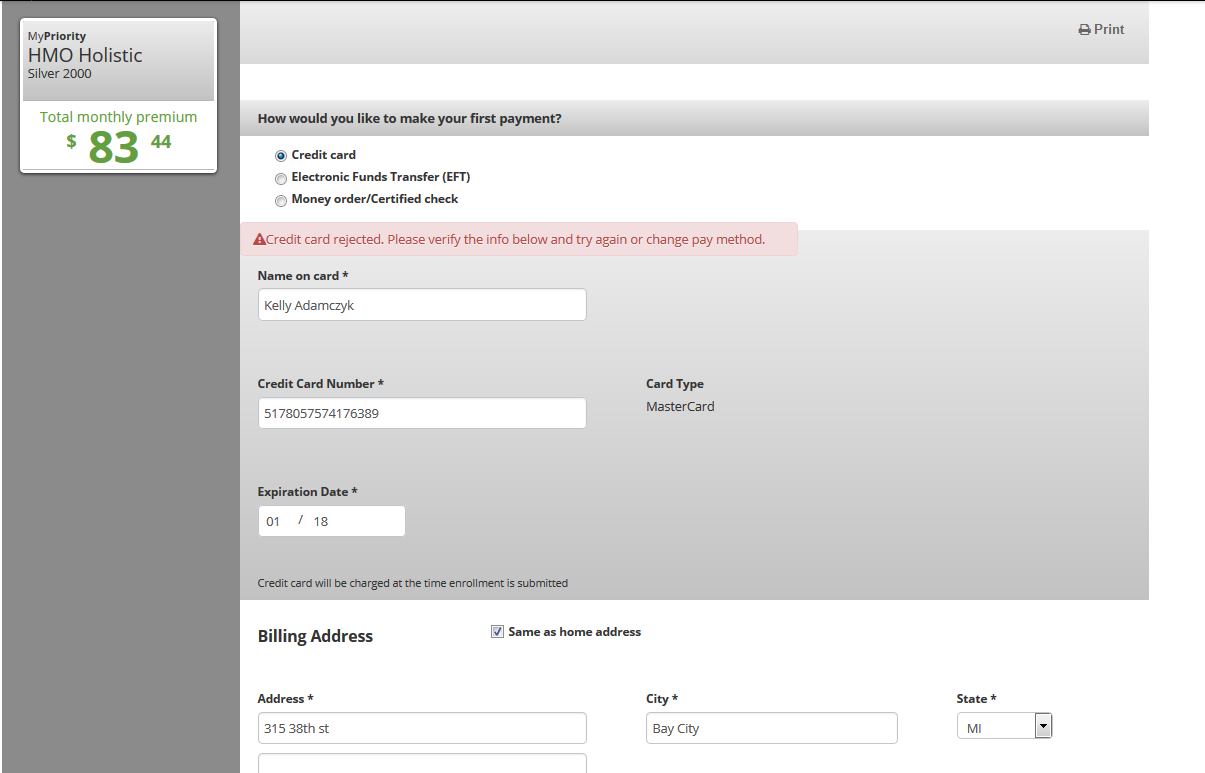 MyPriority
HMO Holistic
Silver 2000
Total monthly premium
$ 83 44
Print
How would you like to make your first payment?
Credit card
Electronic Funds Transfer (EFT)
Money order/Certified check
Credit card rejected. Please verify the info below and try again or change pay method.
Name on card *
Kelly Adamczyk
Credit Card Number *
Card Type
5178057574176389
MasterCard
Expiration Date *
01 / 18
Credit card will be charged at the time enrollment is submitted
Billing Address
Same as home address
Address *
City *
State *
315 38th st
Bay City
MI